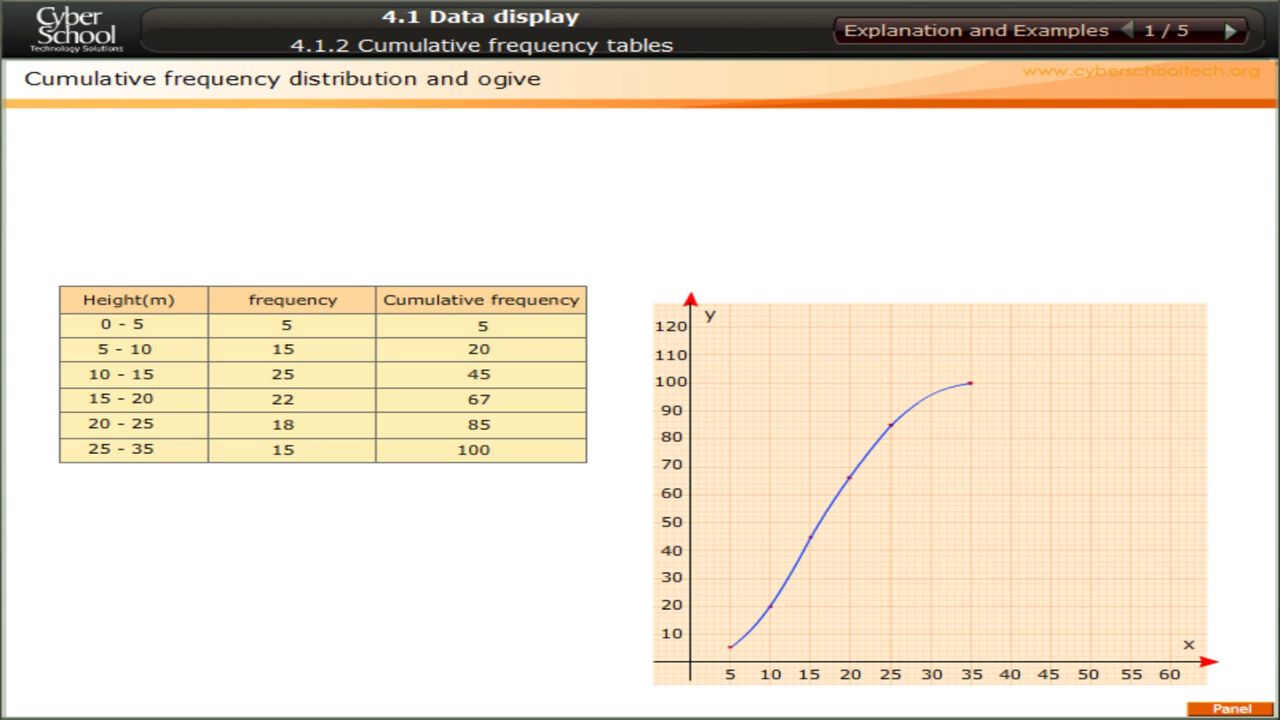 Cyber
School
Technology Solutions
4.1 Data display
4.1.2 Cumulative frequency tables
Explanation and Examples 1 / 5
Cumulative frequency distribution and ogive
www.cyberschooltech.org
Height(m) frequency Cumulative frequency
0 - 5 5 5
5 - 10 15 20
10 - 15 25 45
15 - 20 22 67
20 - 25 18 85
25 - 35 15 100
y
120
110
100
90
80
70
60
50
40
30
20
10
x
5 10 15 20 25 30 35 40 45 50 55 60
Panel